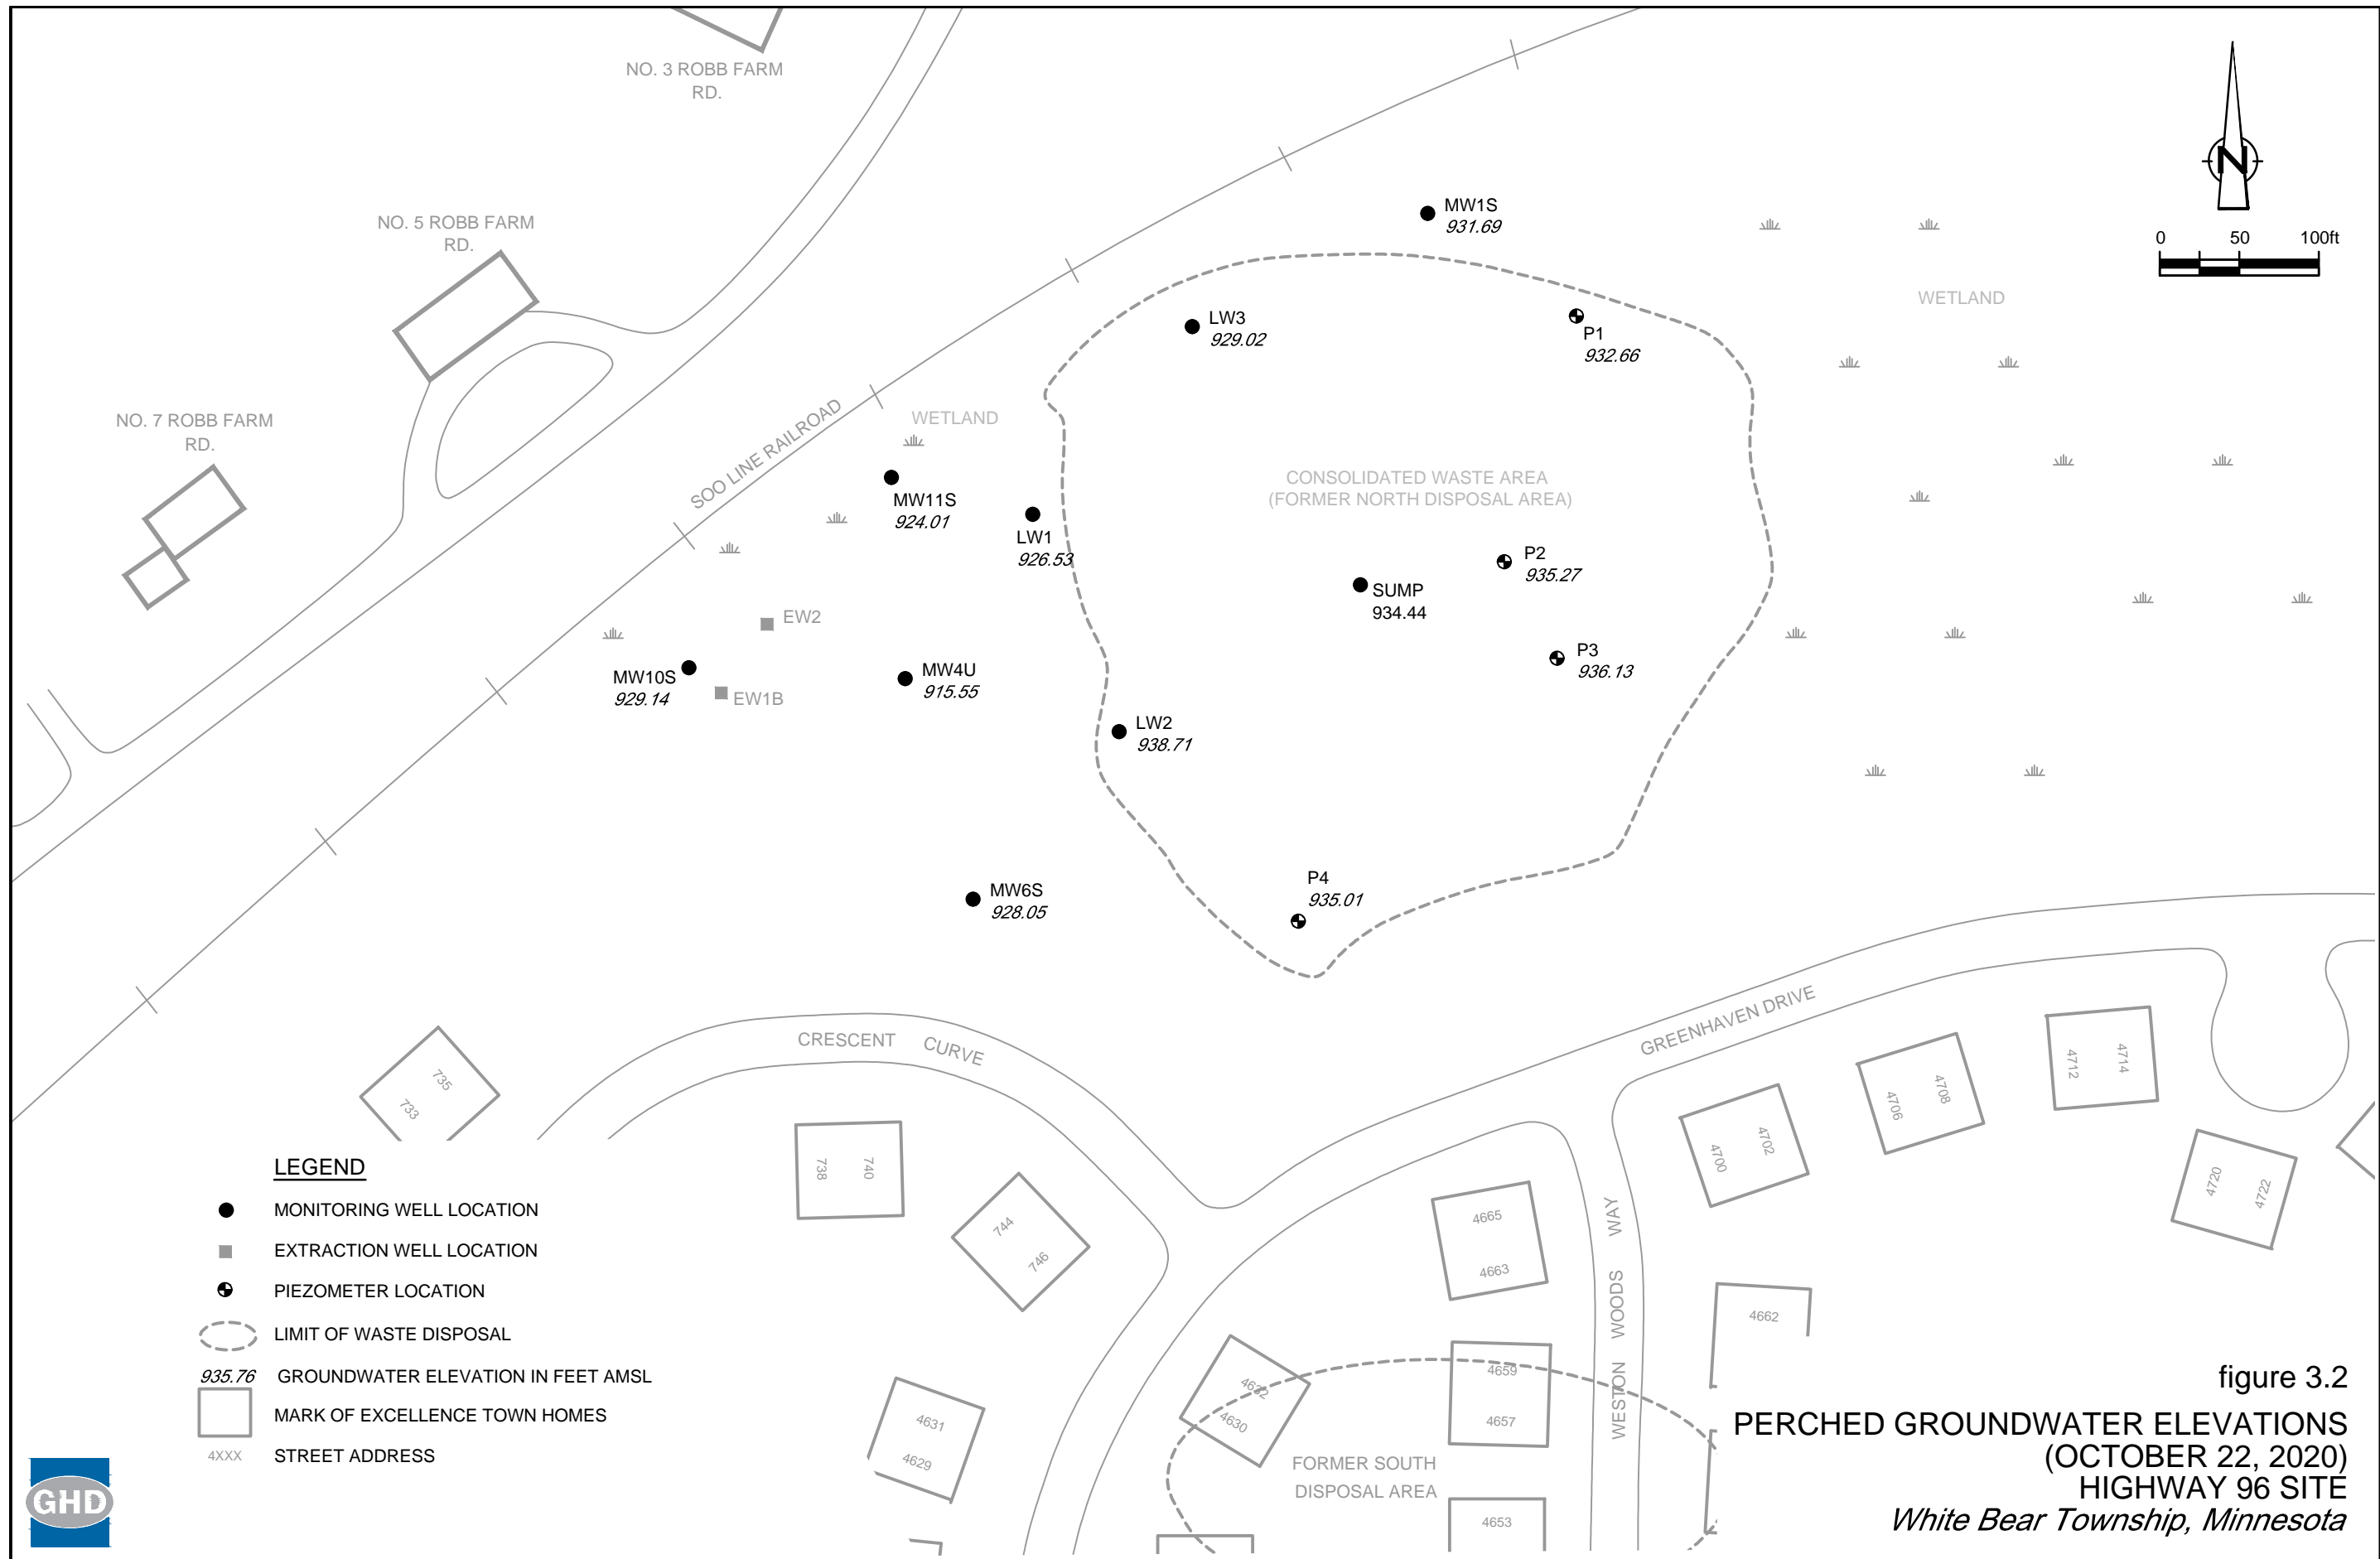 NO. 3 ROBB FARM
RD.
NO. 5 ROBB FARM
RD.
NO. 7 ROBB FARM
RD.
SOO LINE RAILROAD
WETLAND
MW1S
931.69
N
0 50 100ft
WETLAND
LW3
929.02
P1
932.66
MW11S
924.01
LW1
926.53
CONSOLIDATED WASTE AREA
(FORMER NORTH DISPOSAL AREA)
P2
935.27
SUMP
934.44
P3
936.13
EW2
MW10S
929.14
EW1B
MW4U
915.55
LW2
938.71
MW6S
928.05
P4
935.01
CRESCENT CURVE
GREENHAVEN DRIVE
WESTON WOODS WAY
735
733
738
740
744
746
4631
4629
4632
4630
4665
4663
4659
4657
4653
4662
4700
4702
4706
4708
4712
4714
4720
4722
FORMER SOUTH
DISPOSAL AREA
LEGEND
MONITORING WELL LOCATION
EXTRACTION WELL LOCATION
PIEZOMETER LOCATION
LIMIT OF WASTE DISPOSAL
935.76 GROUNDWATER ELEVATION IN FEET AMSL
MARK OF EXCELLENCE TOWN HOMES
4XXX STREET ADDRESS
GHD
figure 3.2
PERCHED GROUNDWATER ELEVATIONS
(OCTOBER 22, 2020)
HIGHWAY 96 SITE
White Bear Township, Minnesota